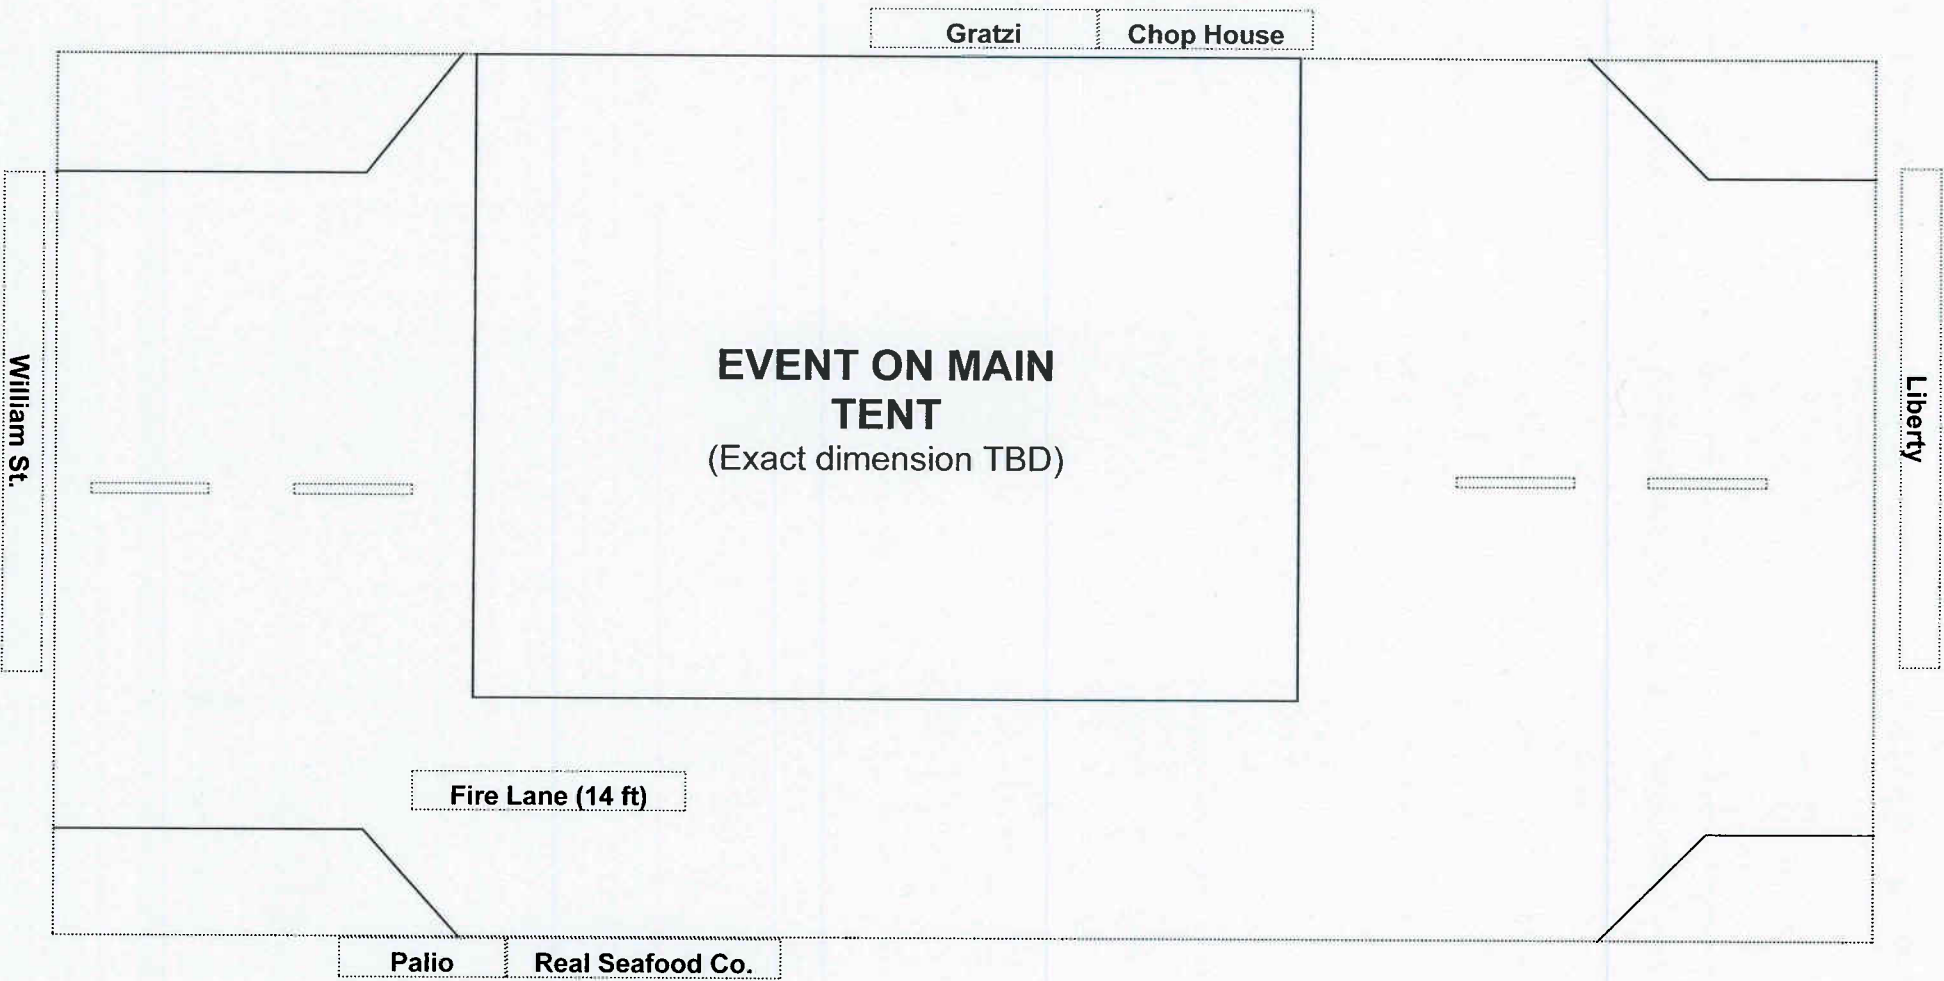 Gratzi
Chop House
William St.
EVENT ON MAIN
TENT
(Exact dimension TBD)
Liberty
Fire Lane (14 ft)
Palio
Real Seafood Co.